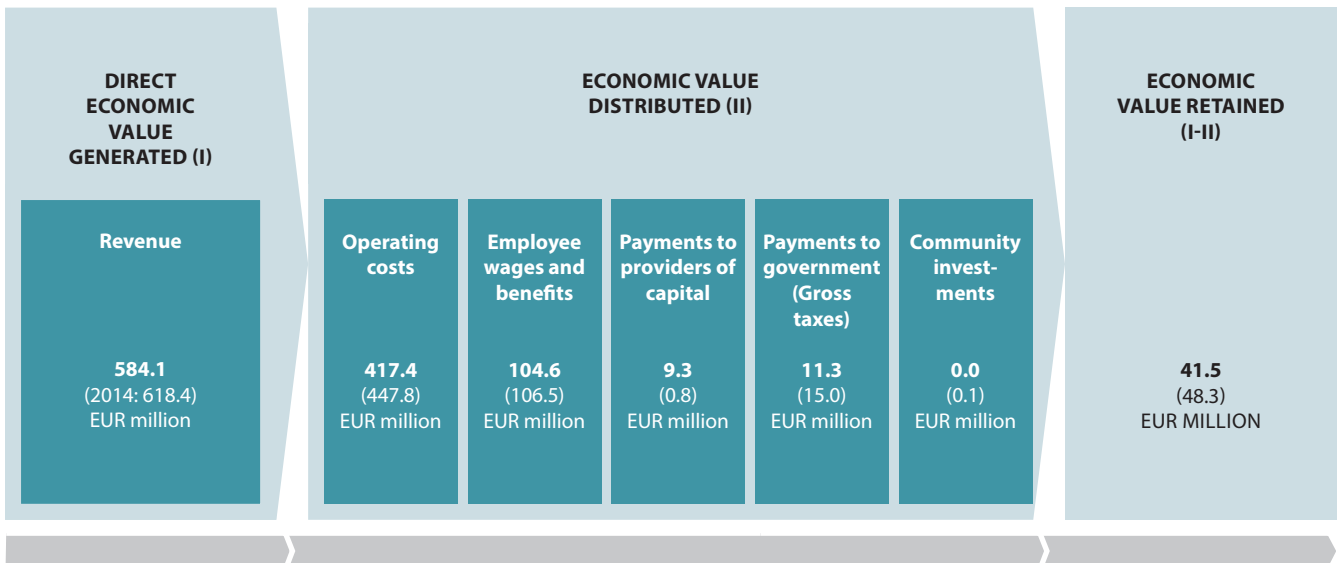 DIRECT
ECONOMIC
VALUE
GENERATED (I)
Revenue
584.1
(2014: 618.4)
EUR million
ECONOMIC VALUE
DISTRIBUTED (II)
Operating
costs
417.4
(447.8)
EUR million
Employee
wages and
benefits
104.6
(106.5)
EUR million
Payments to
providers of
capital
9.3
(0.8)
EUR million
Payments to
government
(Gross
taxes)
11.3
(15.0)
EUR million
Community
invest-
ments
0.0
(0.1)
EUR million
ECONOMIC
VALUE RETAINED
(I-II)
41.5
(48.3)
EUR MILLION